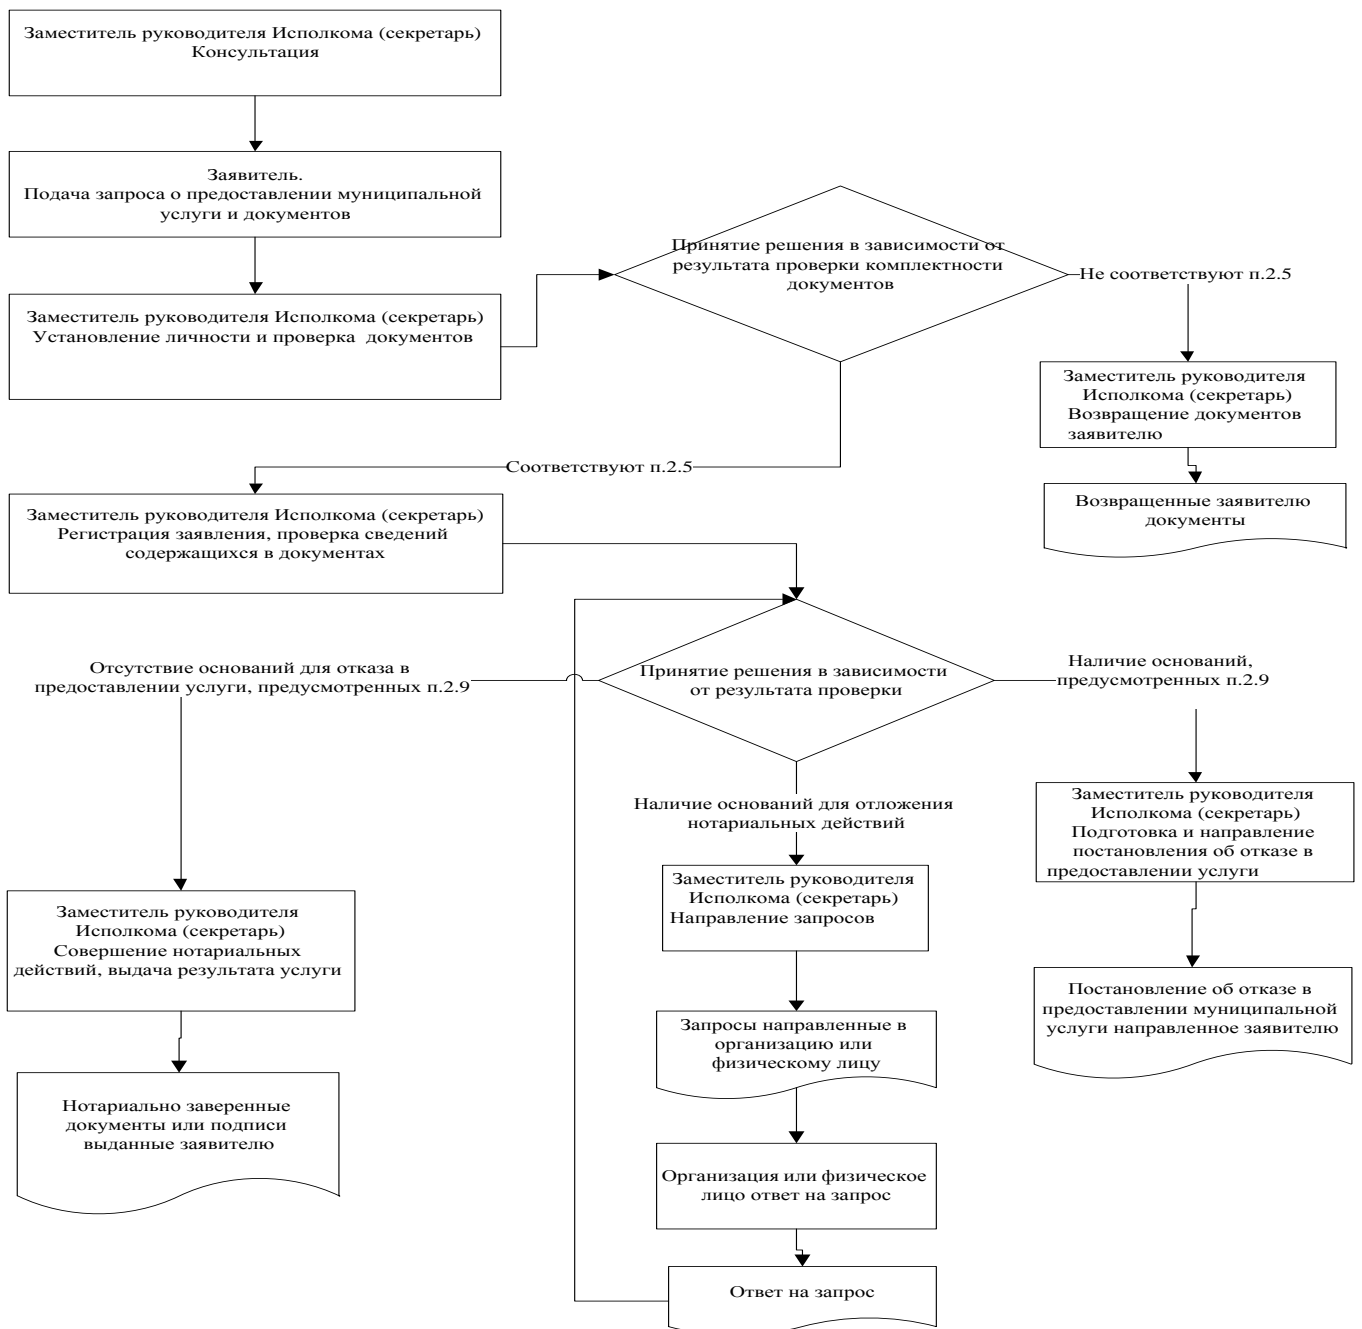 Заместитель руководителя Исполкома (секретарь)
Консультация
Заявитель.
Подача запроса о предоставлении муниципальной
услуги и документов
Принятие решения в зависимости от
результата проверки комплектности
документов
Не соответствуют п.2.5
Заместитель руководителя Исполкома (секретарь)
Установление личности и проверка документов
Заместитель руководителя
Исполкома (секретарь)
Возвращение документов
заявителю
Соответствуют п.2.5
Возвращенные заявителю
документы
Заместитель руководителя Исполкома (секретарь)
Регистрация заявления, проверка сведений
содержащихся в документах
Отсутствие оснований для отказа в
предоставлении услуги, предусмотренных п.2.9
Принятие решения в зависимости
от результата проверки
Наличие оснований,
предусмотренных п.2.9
Наличие оснований для отложения
нотариальных действий
Заместитель руководителя
Исполкома (секретарь)
Подготовка и направление
постановления об отказе в
предоставлении услуги
Заместитель руководителя
Исполкома (секретарь)
Направление запросов
Заместитель руководителя
Исполкома (секретарь)
Совершение нотариальных
действий, выдача результата услуги
Постановление об отказе в
предоставлении муниципальной
услуги направленное заявителю
Запросы направленные в
организацию или
физическому лицу
Нотариально заверенные
документы или подписи
выданные заявителю
Организация или физическое
лицо ответ на запрос
Ответ на запрос